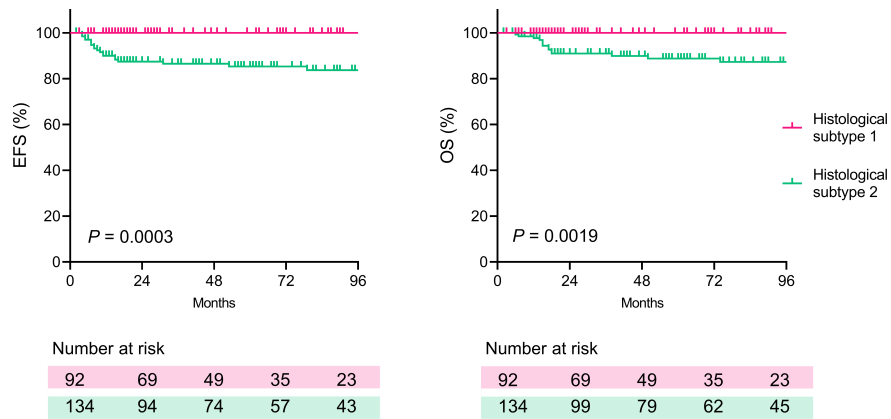 100
80
60
40
20
0
EFS (%)
P = 0.0003
0 24 48 72 96
Months
Number at risk
92 69 49 35 23
134 94 74 57 43
100
80
60
40
20
0
OS (%)
P = 0.0019
0 24 48 72 96
Months
Number at risk
92 69 49 35 23
134 99 79 62 45
Histological
subtype 1
Histological
subtype 2